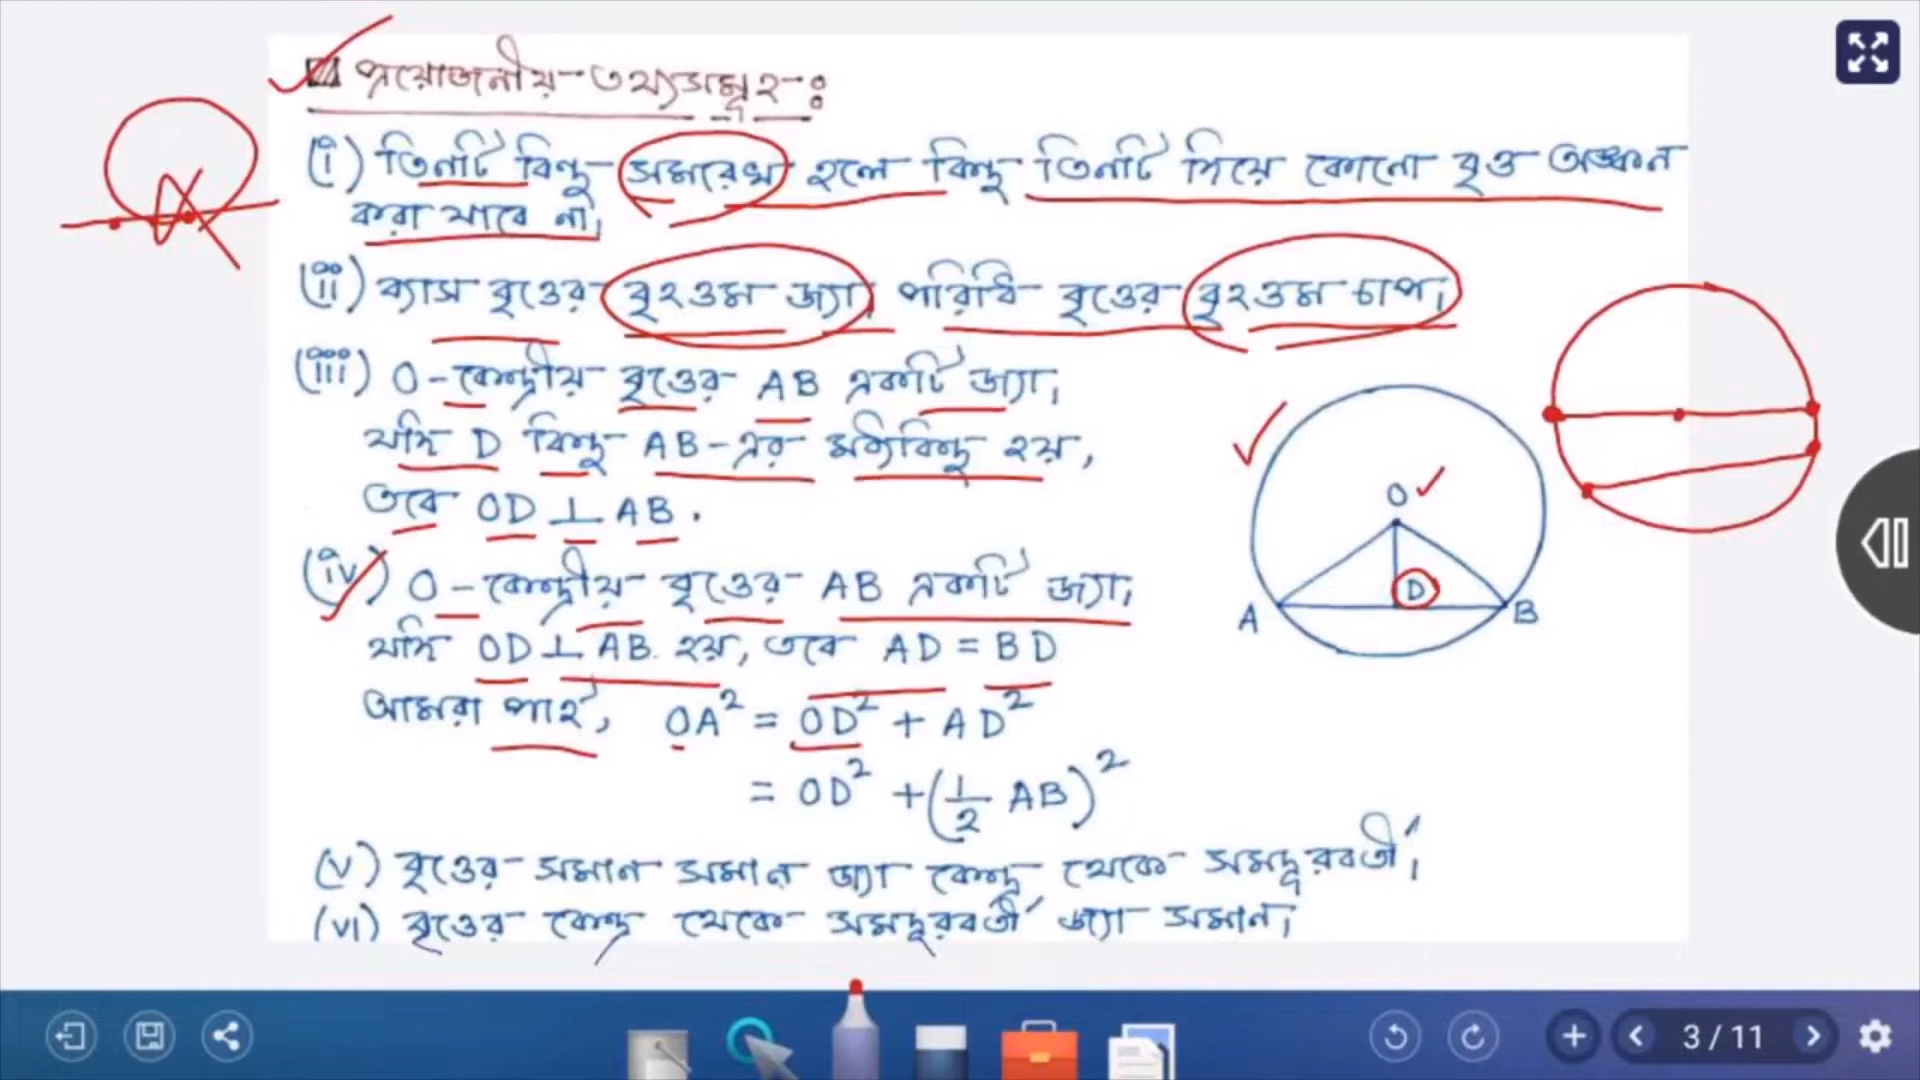 প্রয়োজনীয় তথ্যসমূহ :
(i) তিনটি বিন্দু সমরেখ হলে বিন্দু তিনটি দিয়ে কোনো বৃত্ত অঙ্কন
করা যাবে না।
(ii) ব্যাস বৃত্তের বৃহত্তম জ্যা। পরিধি বৃত্তের বৃহত্তম চাপ।
(iii) O-কেন্দ্রীয় বৃত্তের AB একটি জ্যা।
যদি D বিন্দু AB-এর মধ্যবিন্দু হয়,
তবে OD ⊥ AB.
(iv) O-কেন্দ্রীয় বৃত্তের AB একটি জ্যা।
যদি OD ⊥ AB হয়, তবে AD = BD
আমরা পাই, OA² = OD² + AD²
= OD² + (1/2 AB)²
(v) বৃত্তের সমান সমান জ্যা কেন্দ্র থেকে সমদূরবর্তী।
(vi) বৃত্তের কেন্দ্র থেকে সমদূরবর্তী জ্যা সমান।
O
D
A
B
3 / 11